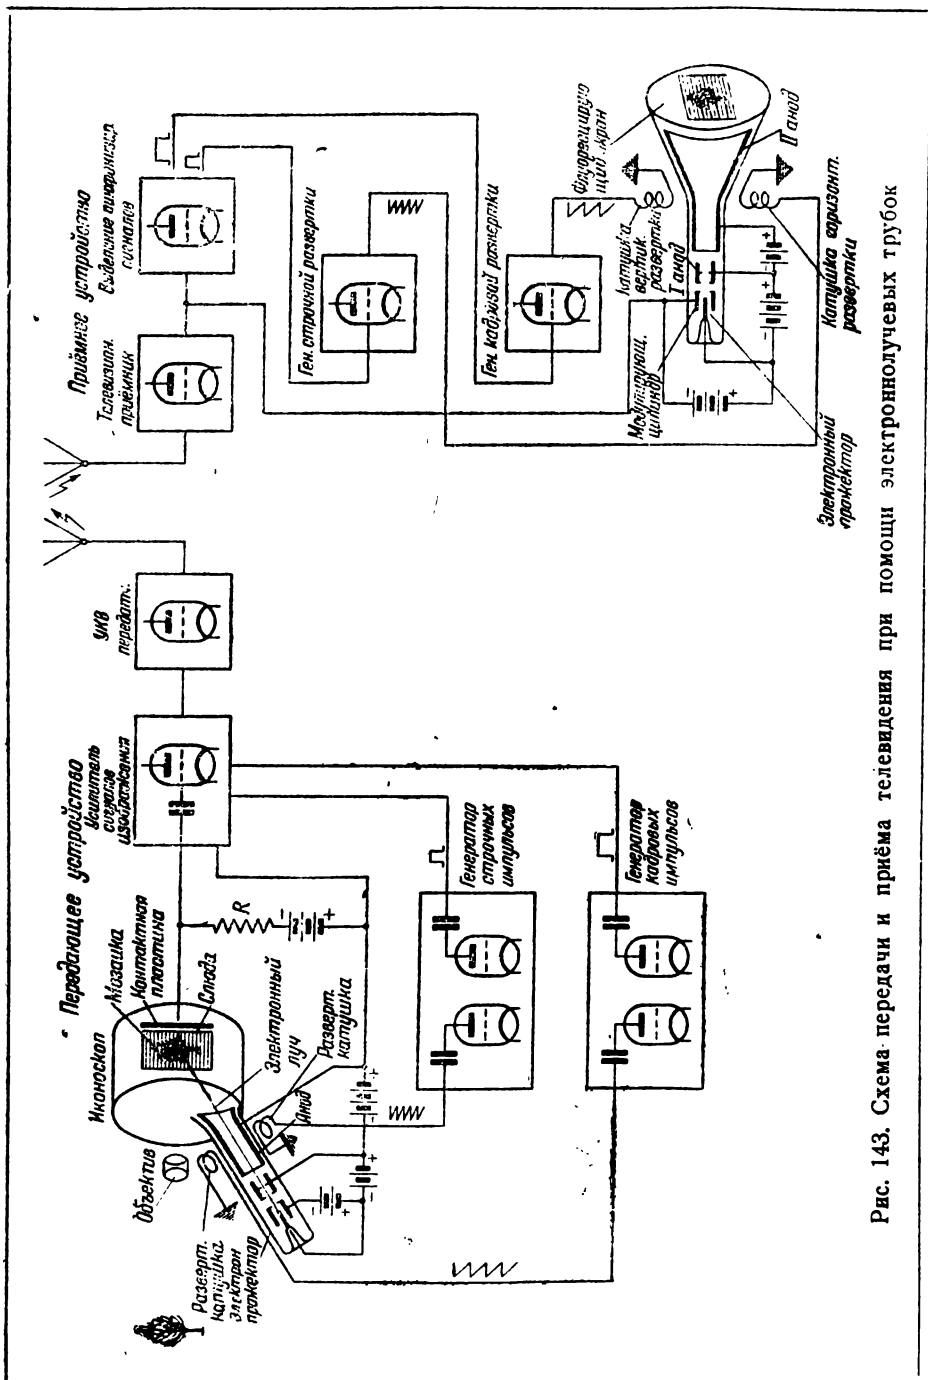 Передающее устройство
Иконоскоп
Мозаика
Контактная
пластина
Слюда
Объектив
Разверт.
катушка
Электрон
прожектор
Электронный
луч
Разверт.
катушка
Анод
R
Усилитель
сигналов
изображения
УКВ
передатч.
Генератор
строчных
импульсов
Генератор
кадровых
импульсов
Приёмное устройство
Телевизион.
приёмник
Выделение
сигналов
Ген. строчной развертки
Ген. кадровой развертки
экран
Катушка
вертик.
развертки
I анод
II анод
Модулирующ.
цилиндр
Электронный
прожектор
Катушка горизонт.
развертки
Рис. 143. Схема передачи и приёма телевидения при помощи электроннолучевых трубок